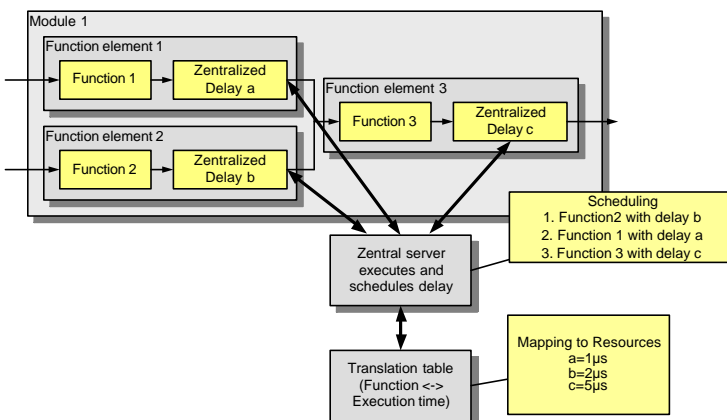 Module 1
Function element 1
Function 1
Zentralized
Delay a
Function element 2
Function 2
Zentralized
Delay b
Function element 3
Function 3
Zentralized
Delay c
Scheduling
1. Function2 with delay b
2. Function 1 with delay a
3. Function 3 with delay c
Zentral server
executes and
schedules delay
Translation table
(Function <->
Execution time)
Mapping to Resources
a=1µs
b=2µs
c=5µs